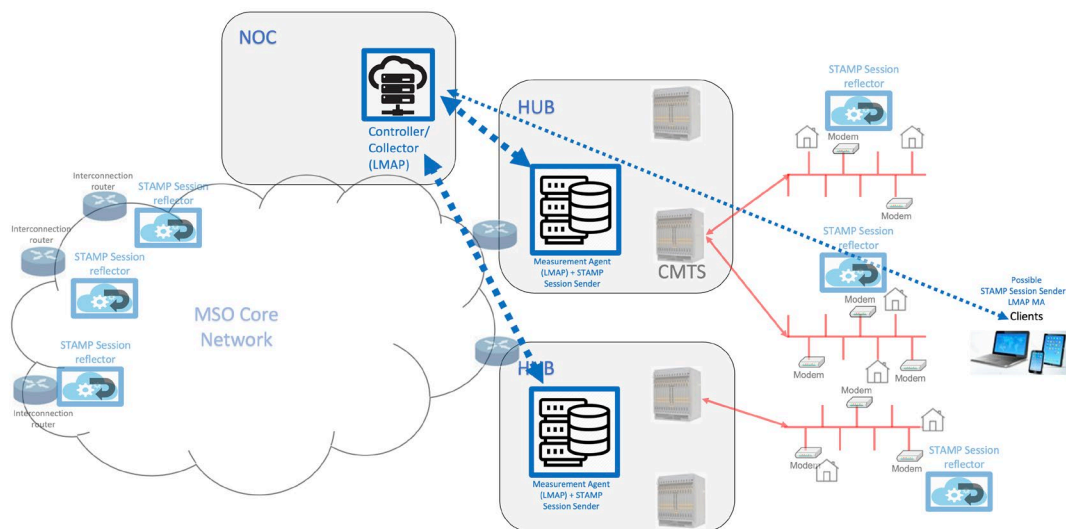 NOC
Controller/
Collector
(LMAP)
HUB
Measurement Agent
(LMAP) + STAMP
Session Sender
CMTS
STAMP Session
reflector
Modem
Modem
Interconnection
router
STAMP Session
reflector
Interconnection
router
STAMP Session
reflector
MSO Core
Network
STAMP Session
reflector
Interconnection
router
STAMP Session
reflector
Modem
Modem
Modem
Modem
Possible
STAMP Session Sender
LMAP MA
Clients
HUB
Measurement Agent
(LMAP) + STAMP
Session Sender
Modem
Modem
STAMP Session
reflector